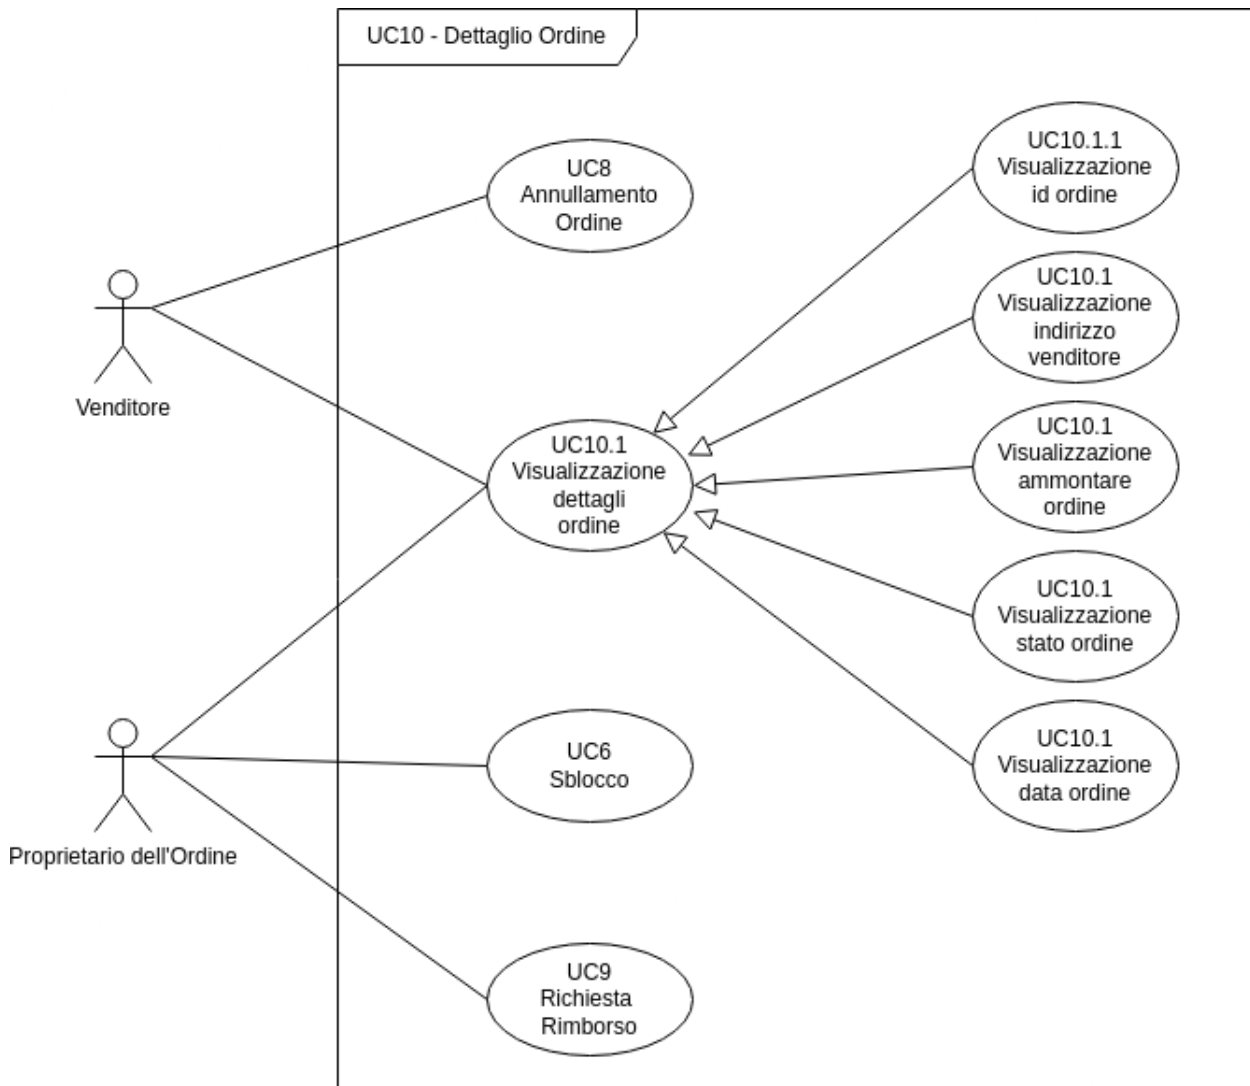 UC10 - Dettaglio Ordine
UC8
Annullamento
Ordine
Venditore
UC10.1
Visualizzazione
dettagli
ordine
UC10.1.1
Visualizzazione
id ordine
UC10.1
Visualizzazione
indirizzo
venditore
UC10.1
Visualizzazione
ammontare
ordine
UC10.1
Visualizzazione
stato ordine
UC10.1
Visualizzazione
data ordine
UC6
Sblocco
Proprietario dell'Ordine
UC9
Richiesta
Rimborso